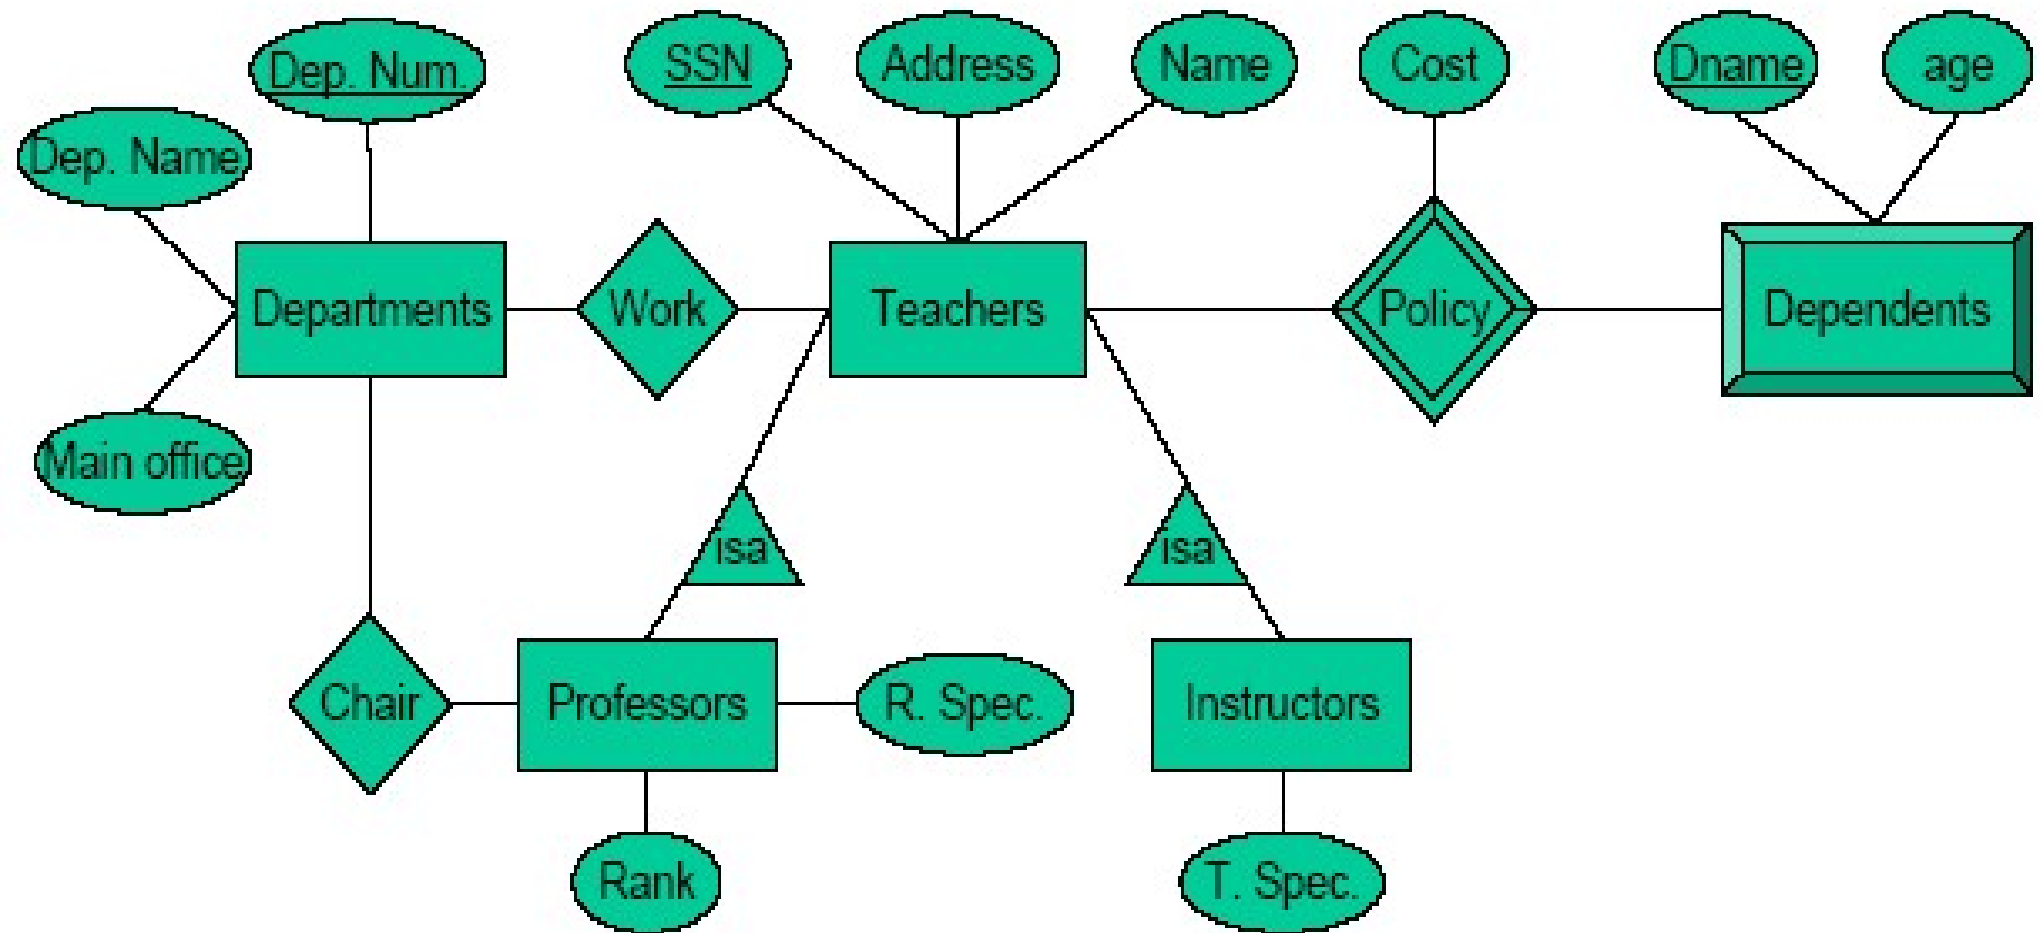 Dep. Num.
SSN
Address
Name
Cost
Dname
age
Dep. Name
Departments
Work
Teachers
Policy
Dependents
Main office
isa
isa
Chair
Professors
R. Spec.
Instructors
Rank
T. Spec.